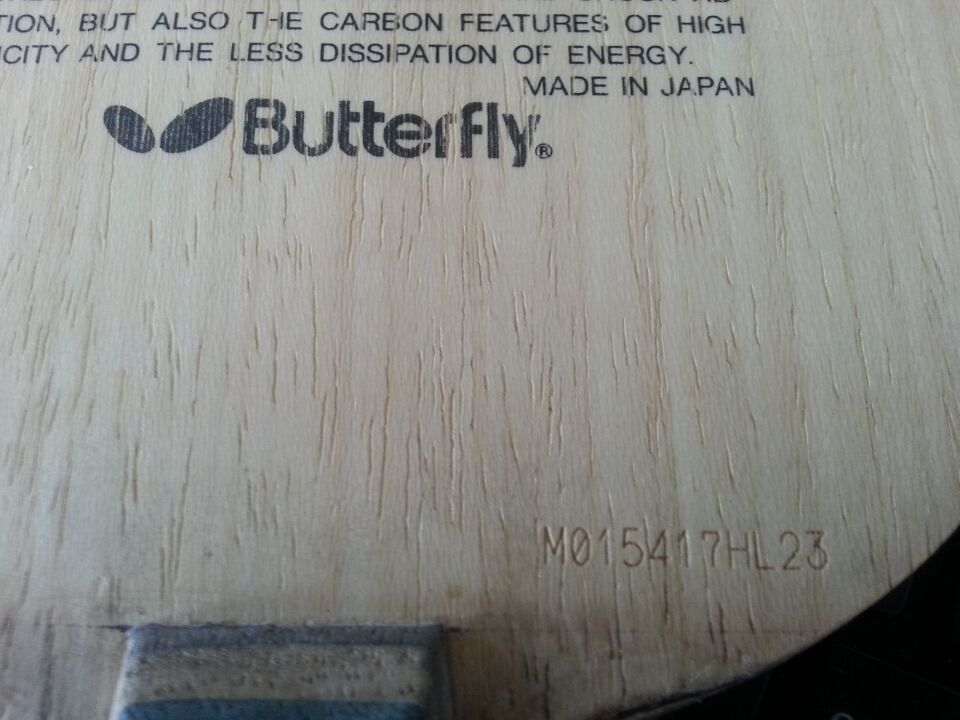 TION, BUT ALSO THE CARBON FEATURES OF HIGH
ICITY AND THE LESS DISSIPATION OF ENERGY.
MADE IN JAPAN
Butterfly®
M015417HL23